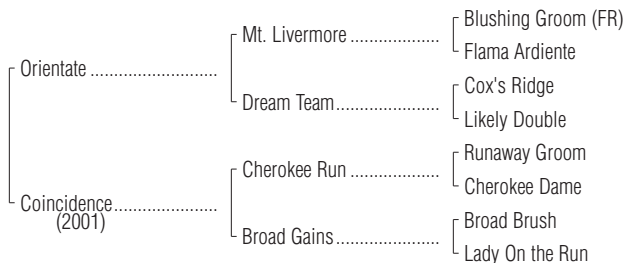 Blushing Groom (FR)
Mt. Livermore
Flama Ardiente
Orientate
Cox's Ridge
Dream Team
Likely Double
Runaway Groom
Cherokee Run
Cherokee Dame
Coincidence
(2001)
Broad Brush
Broad Gains
Lady On the Run